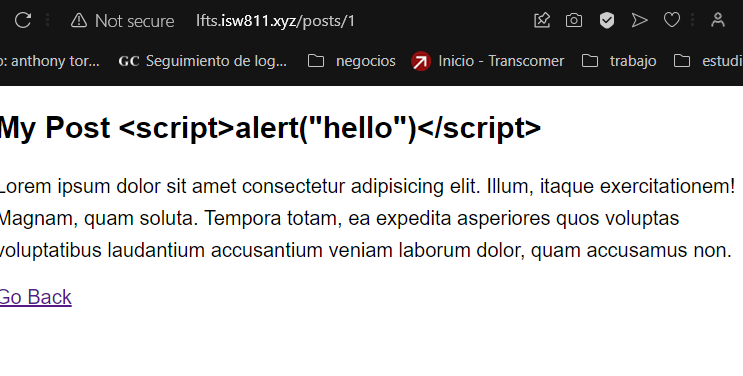 Not secure lfts.isw811.xyz/posts/1
o: anthony tor... GC Seguimiento de log... negocios Inicio - Transcomer trabajo estudi
My Post <script>alert("hello")</script>
Lorem ipsum dolor sit amet consectetur adipisicing elit. Illum, itaque exercitationem!
Magnam, quam soluta. Tempora totam, ea expedita asperiores quos voluptas
voluptatibus laudantium accusantium veniam laborum dolor, quam accusamus non.
Go Back